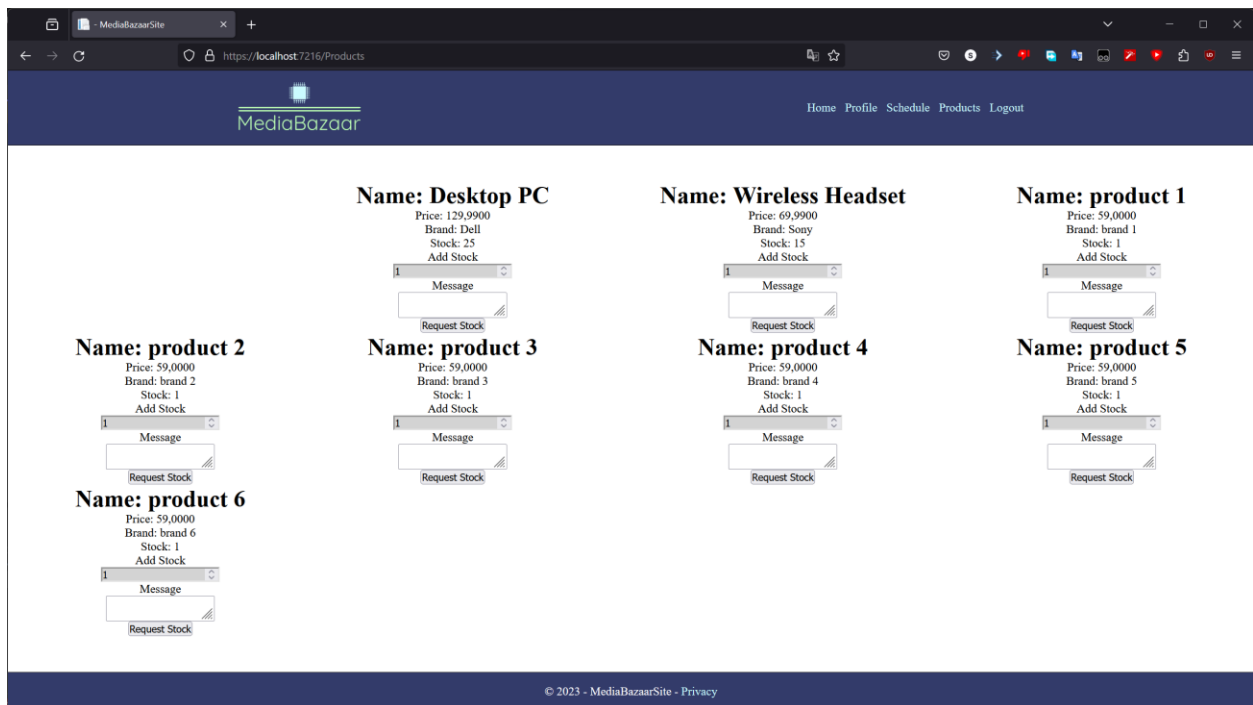 - MediaBazaarSite
https://localhost:7216/Products
MediaBazaar
Home Profile Schedule Products Logout
Name: Desktop PC
Price: 129,9900
Brand: Dell
Stock: 25
Add Stock
1
Message
Request Stock
Name: Wireless Headset
Price: 69,9900
Brand: Sony
Stock: 15
Add Stock
1
Message
Request Stock
Name: product 1
Price: 59,0000
Brand: brand 1
Stock: 1
Add Stock
1
Message
Request Stock
Name: product 2
Price: 59,0000
Brand: brand 2
Stock: 1
Add Stock
1
Message
Request Stock
Name: product 3
Price: 59,0000
Brand: brand 3
Stock: 1
Add Stock
1
Message
Request Stock
Name: product 4
Price: 59,0000
Brand: brand 4
Stock: 1
Add Stock
1
Message
Request Stock
Name: product 5
Price: 59,0000
Brand: brand 5
Stock: 1
Add Stock
1
Message
Request Stock
Name: product 6
Price: 59,0000
Brand: brand 6
Stock: 1
Add Stock
1
Message
Request Stock
© 2023 - MediaBazaarSite - Privacy